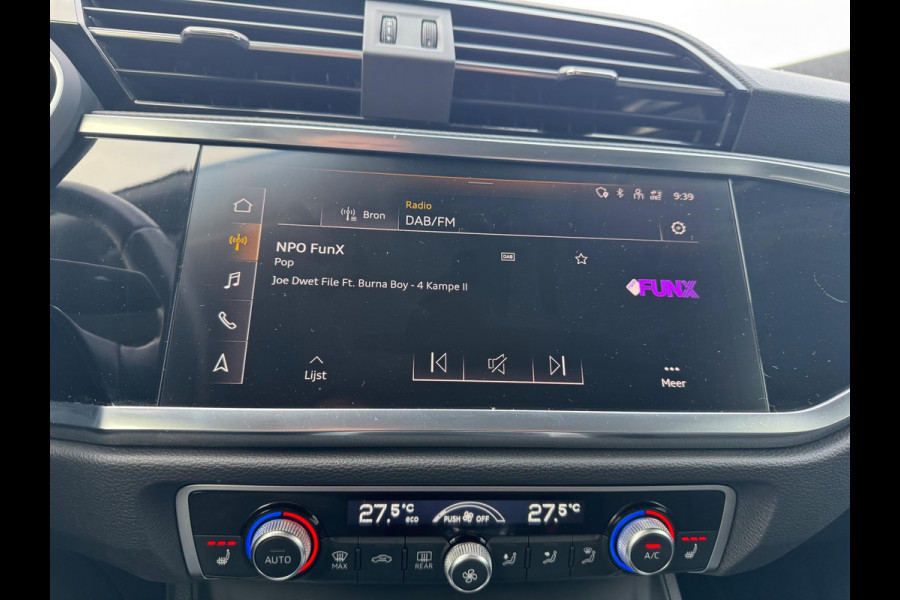 9:39
Bron
Radio
DAB/FM
NPO FunX
DAB
Pop
Joe Dwet File Ft. Burna Boy - 4 Kampe II
FUNX
Lijst
Meer
27,5°C
eco
PUSH OFF
27,5°C
AUTO
MAX
REAR
A/C